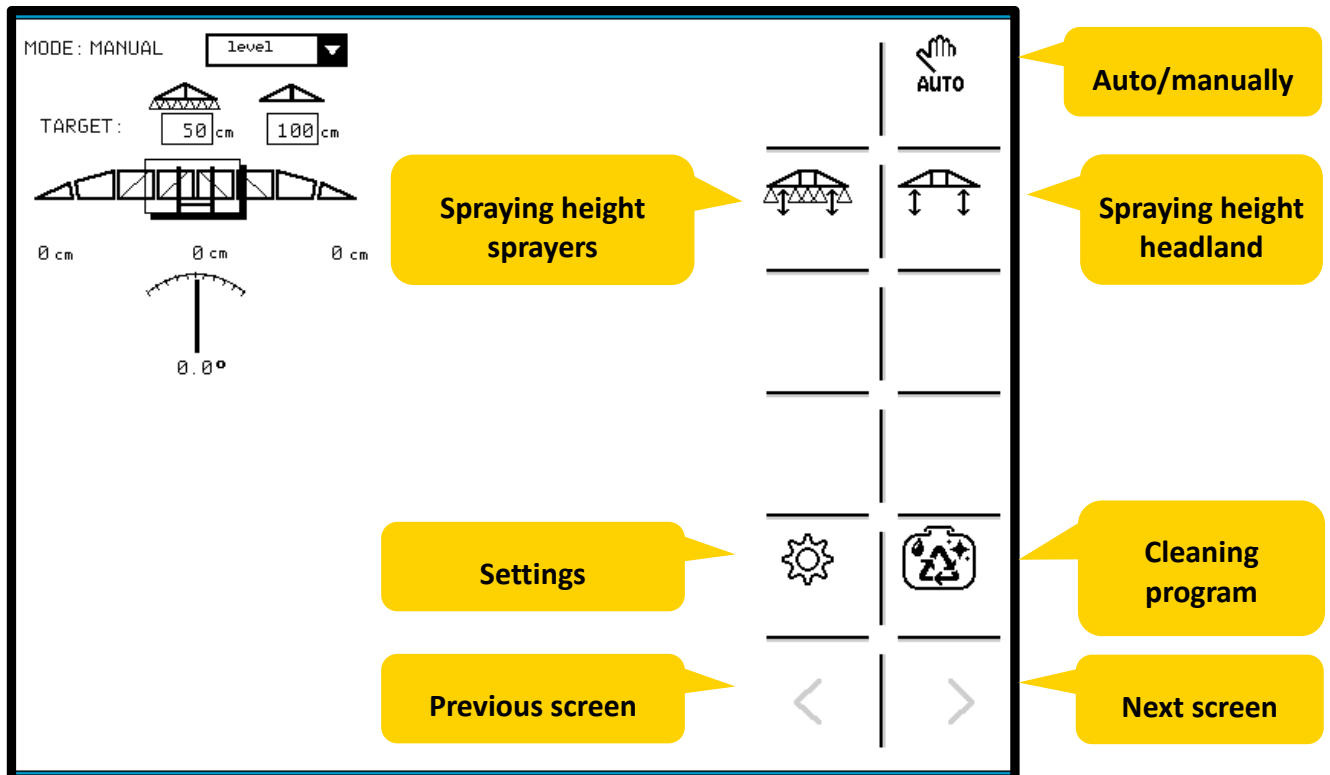 MODE: MANUAL
level
AUTO
Auto/manually
TARGET:
50 cm
100 cm
Spraying height
sprayers
Spraying height
headland
0 cm
0 cm
0 cm
0.0°
Settings
Cleaning
program
Previous screen
Next screen